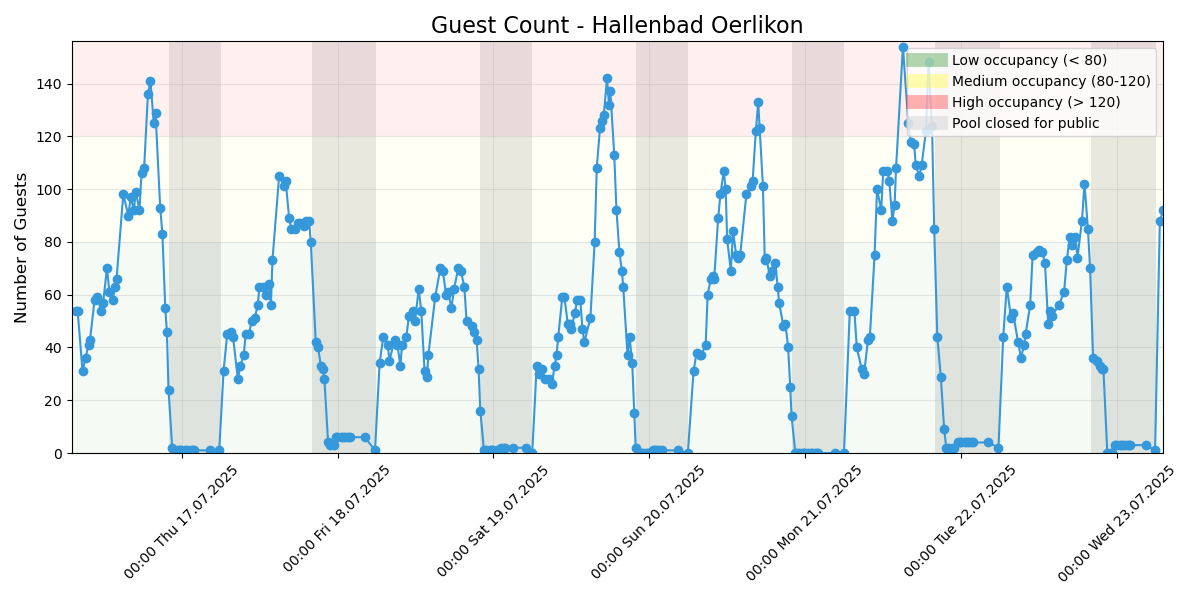 Guest Count - Hallenbad Oerlikon
Number of Guests
140
120
100
80
60
40
20
0
Low occupancy (< 80)
Medium occupancy (80-120)
High occupancy (> 120)
Pool closed for public
00:00 Thu 17.07.2025
00:00 Fri 18.07.2025
00:00 Sat 19.07.2025
00:00 Sun 20.07.2025
00:00 Mon 21.07.2025
00:00 Tue 22.07.2025
00:00 Wed 23.07.2025